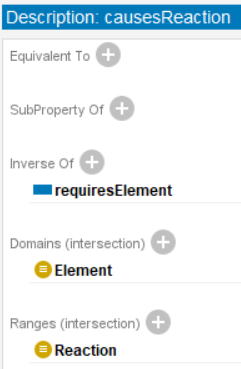 Description: causesReaction
Equivalent To
SubProperty Of
Inverse Of
requiresElement
Domains (intersection)
Element
Ranges (intersection)
Reaction